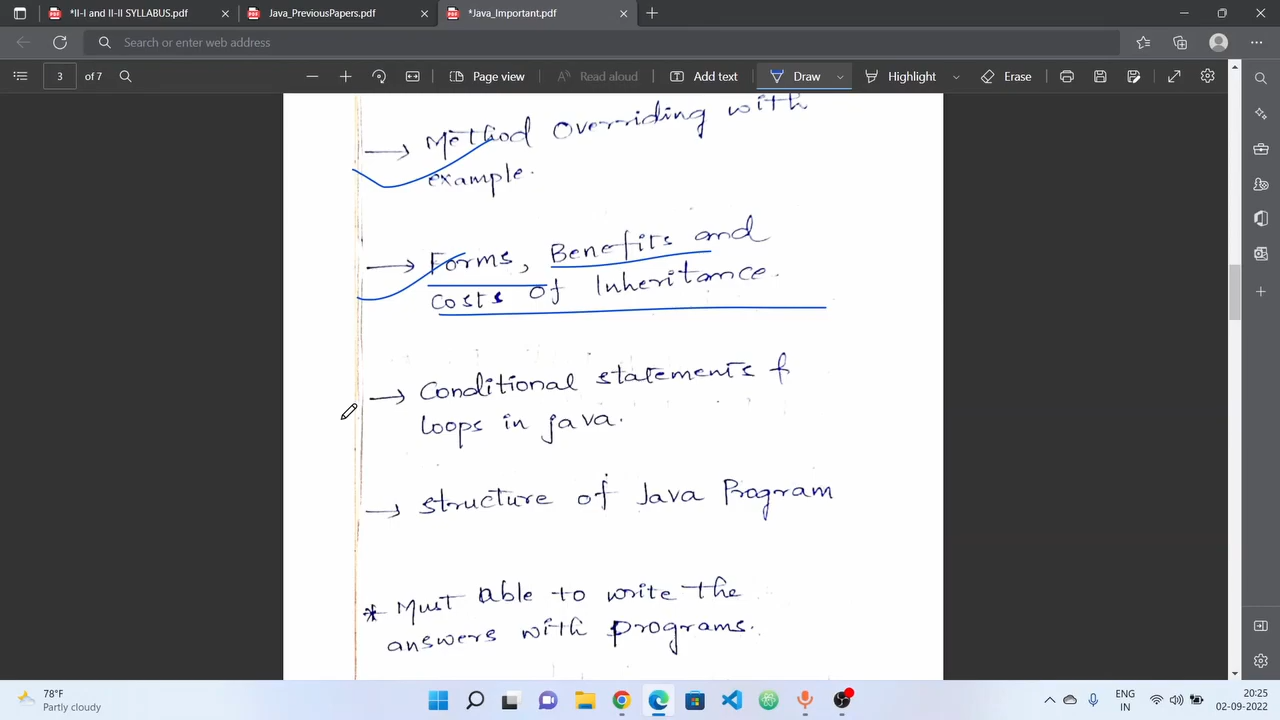 *II-I and II-II SYLLABUS.pdf
Java_PreviousPapers.pdf
*Java_Important.pdf
Search or enter web address
3 of 7
Page view
Read aloud
Add text
Draw
Highlight
Erase
→ Method Overriding with
example.
→ Forms, Benefits and
costs of Inheritance.
→ Conditional statements &
loops in java.
→ structure of Java Program
* Must able to write the
answers with programs.
78°F
Partly cloudy
ENG
IN
20:25
02-09-2022